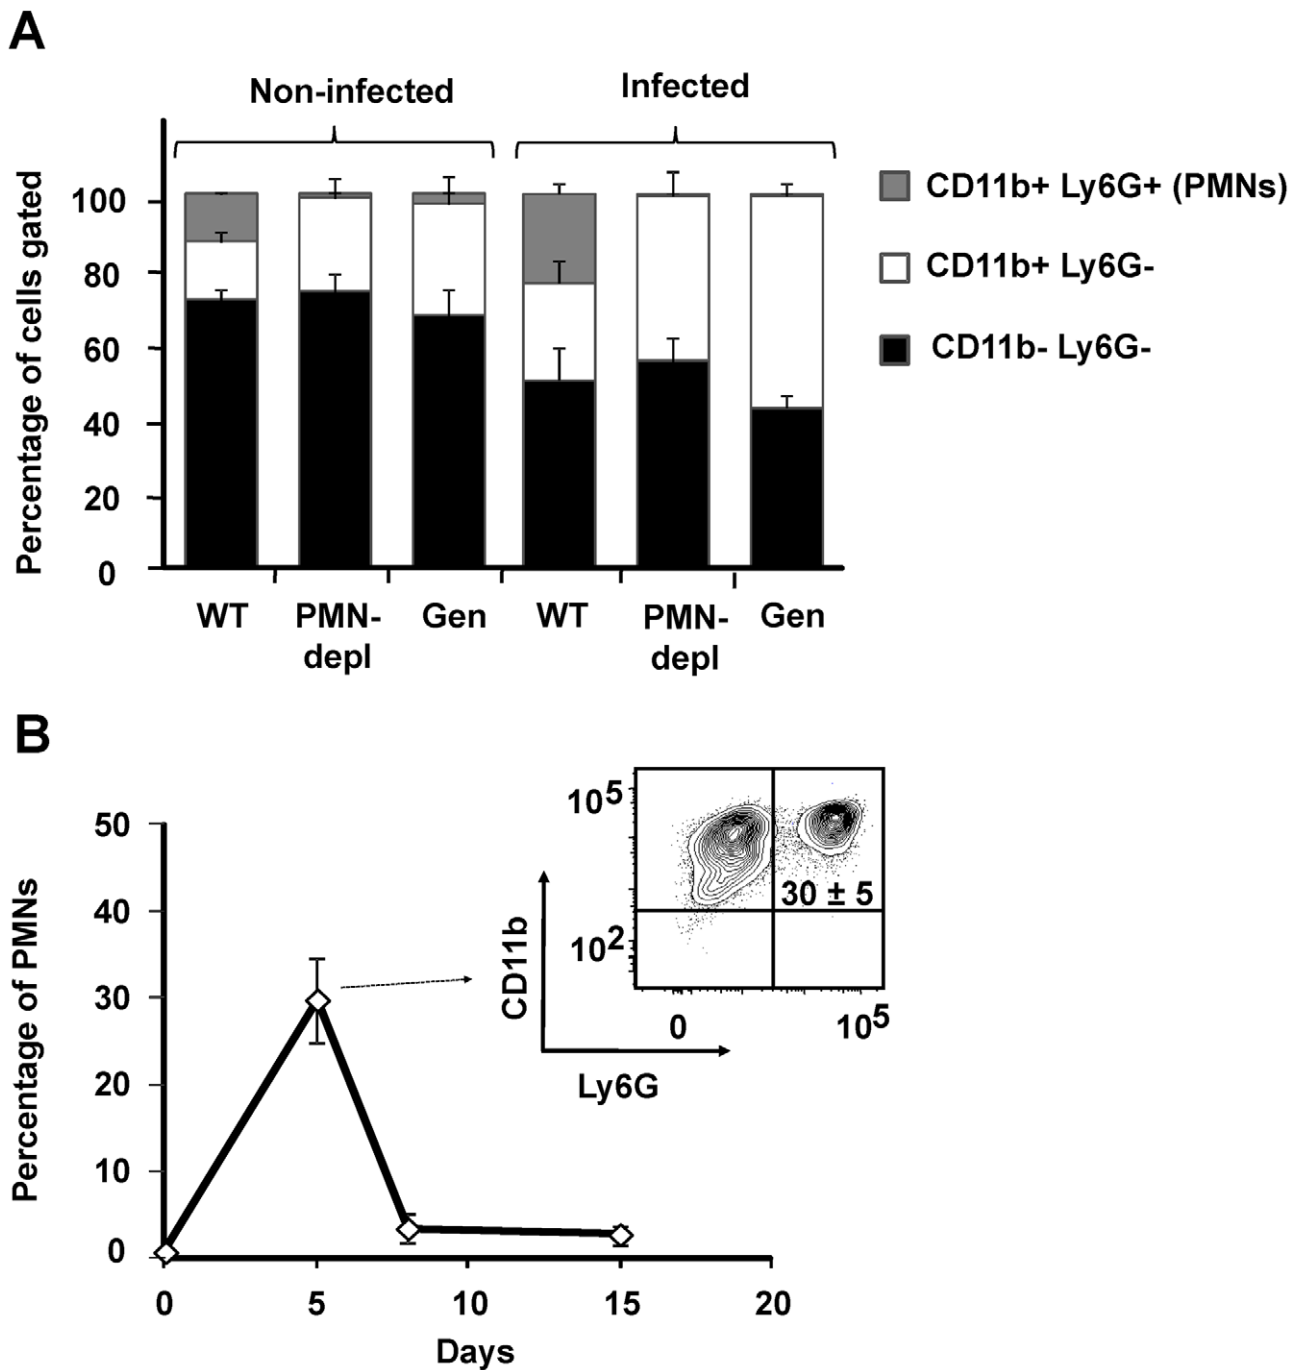 A
Non-infected
Infected
Percentage of cells gated
100
80
60
40
20
0
WT
PMN-
depl
Gen
WT
PMN-
depl
Gen
CD11b+ Ly6G+ (PMNs)
CD11b+ Ly6G-
CD11b- Ly6G-
B
Percentage of PMNs
50
40
30
20
10
0
0
5
10
15
20
Days
CD11b
10⁵
10²
30 ± 5
0
10⁵
Ly6G